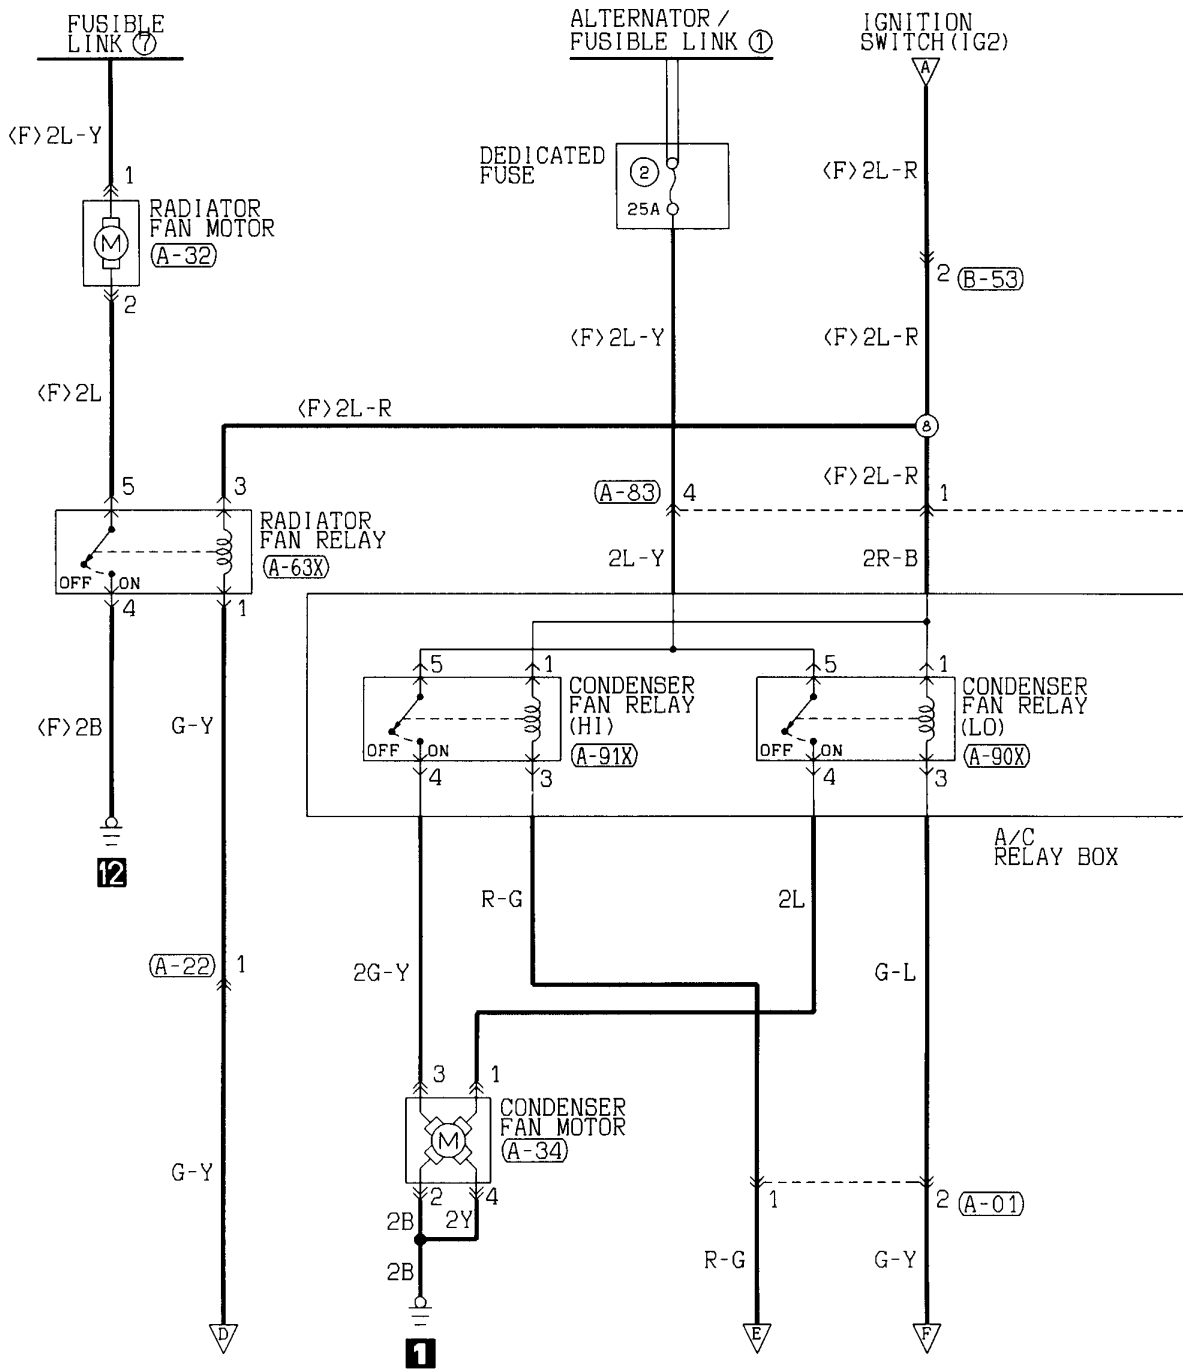 FUSIBLE
LINK ⑦
ALTERNATOR /
FUSIBLE LINK ①
IGNITION
SWITCH (IG2)
A
<F>2L-Y
DEDICATED
FUSE
②
25A
<F>2L-R
1
RADIATOR
FAN MOTOR
(A-32)
M
2
2 (B-53)
<F>2L-Y
<F>2L-R
<F>2L
<F>2L-R
8
<F>2L-R
5
3
(A-83) 4
1
RADIATOR
FAN RELAY
(A-63X)
OFF
ON
2L-Y
2R-B
4
1
5
1
5
1
CONDENSER
FAN RELAY
(HI)
(A-91X)
CONDENSER
FAN RELAY
(LO)
(A-90X)
<F>2B
G-Y
OFF
ON
OFF
ON
4
3
4
3
12
A/C
RELAY BOX
R-G
2L
(A-22) 1
2G-Y
G-L
3
1
CONDENSER
FAN MOTOR
(A-34)
M
G-Y
2
4
1
2 (A-01)
2B
2Y
2B
R-G
G-Y
D
E
F
1